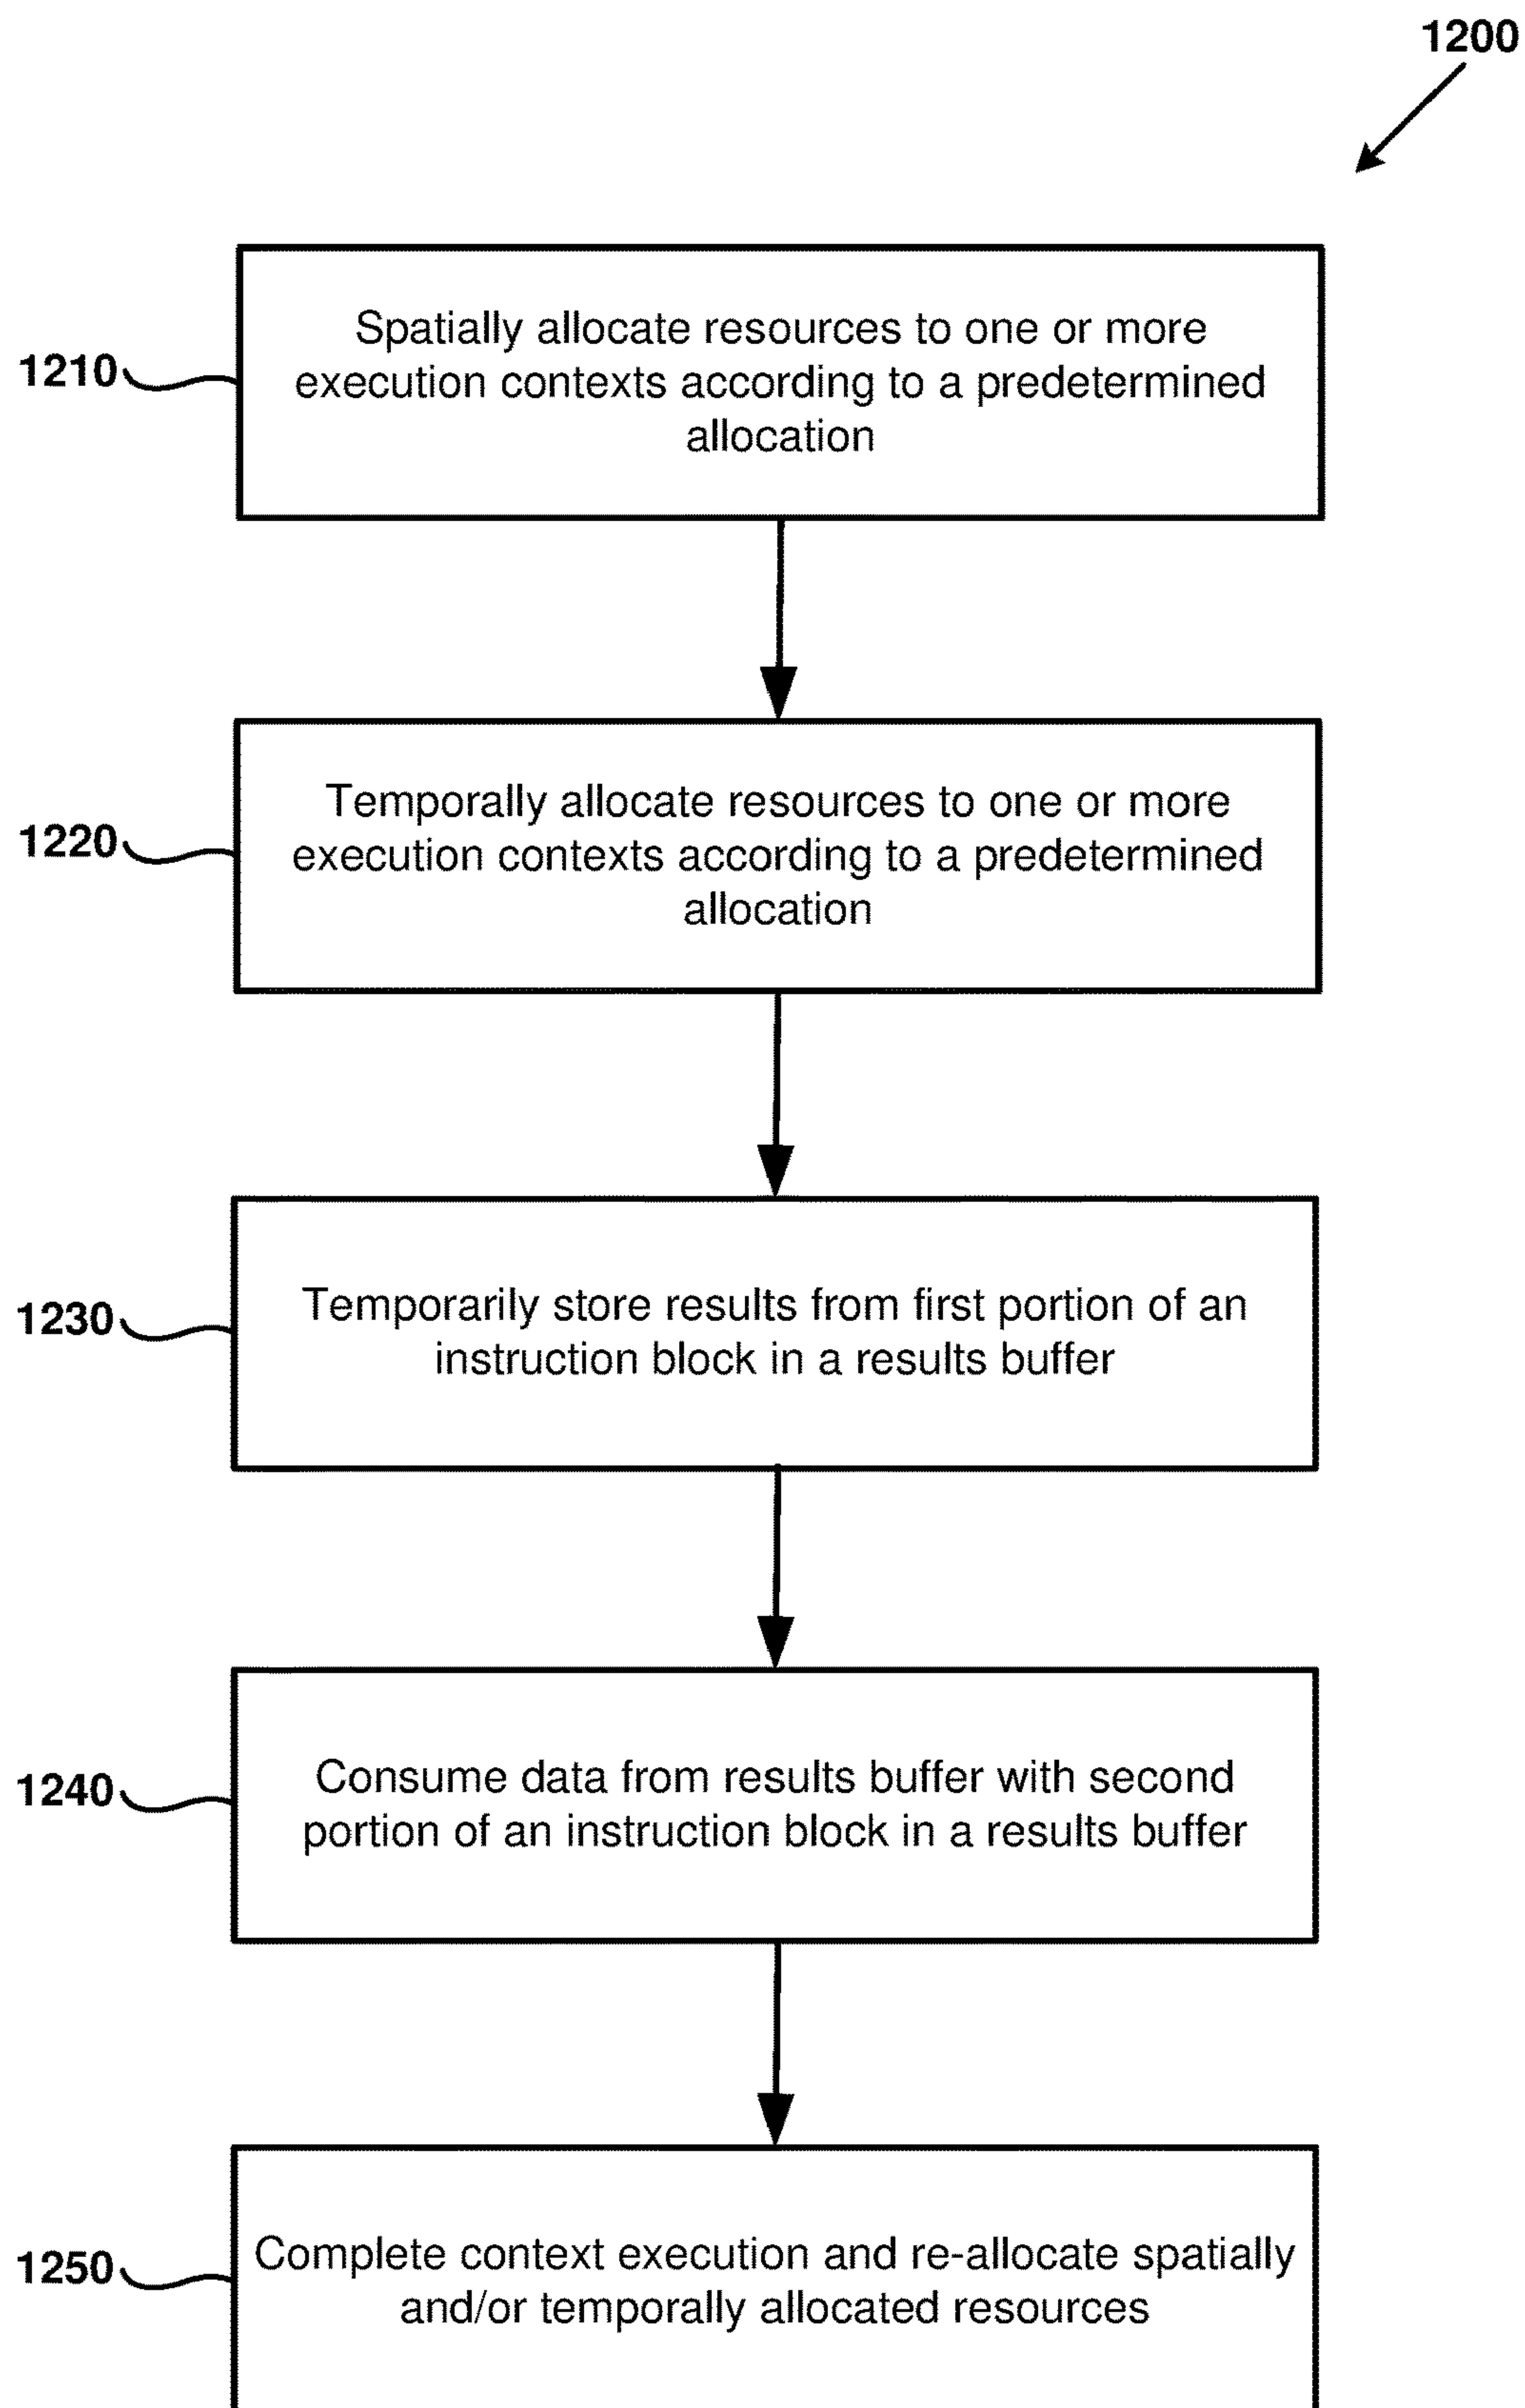 1200
1210
Spatially allocate resources to one or more
execution contexts according to a predetermined
allocation
1220
Temporally allocate resources to one or more
execution contexts according to a predetermined
allocation
1230
Temporarily store results from first portion of an
instruction block in a results buffer
1240
Consume data from results buffer with second
portion of an instruction block in a results buffer
1250
Complete context execution and re-allocate spatially
and/or temporally allocated resources